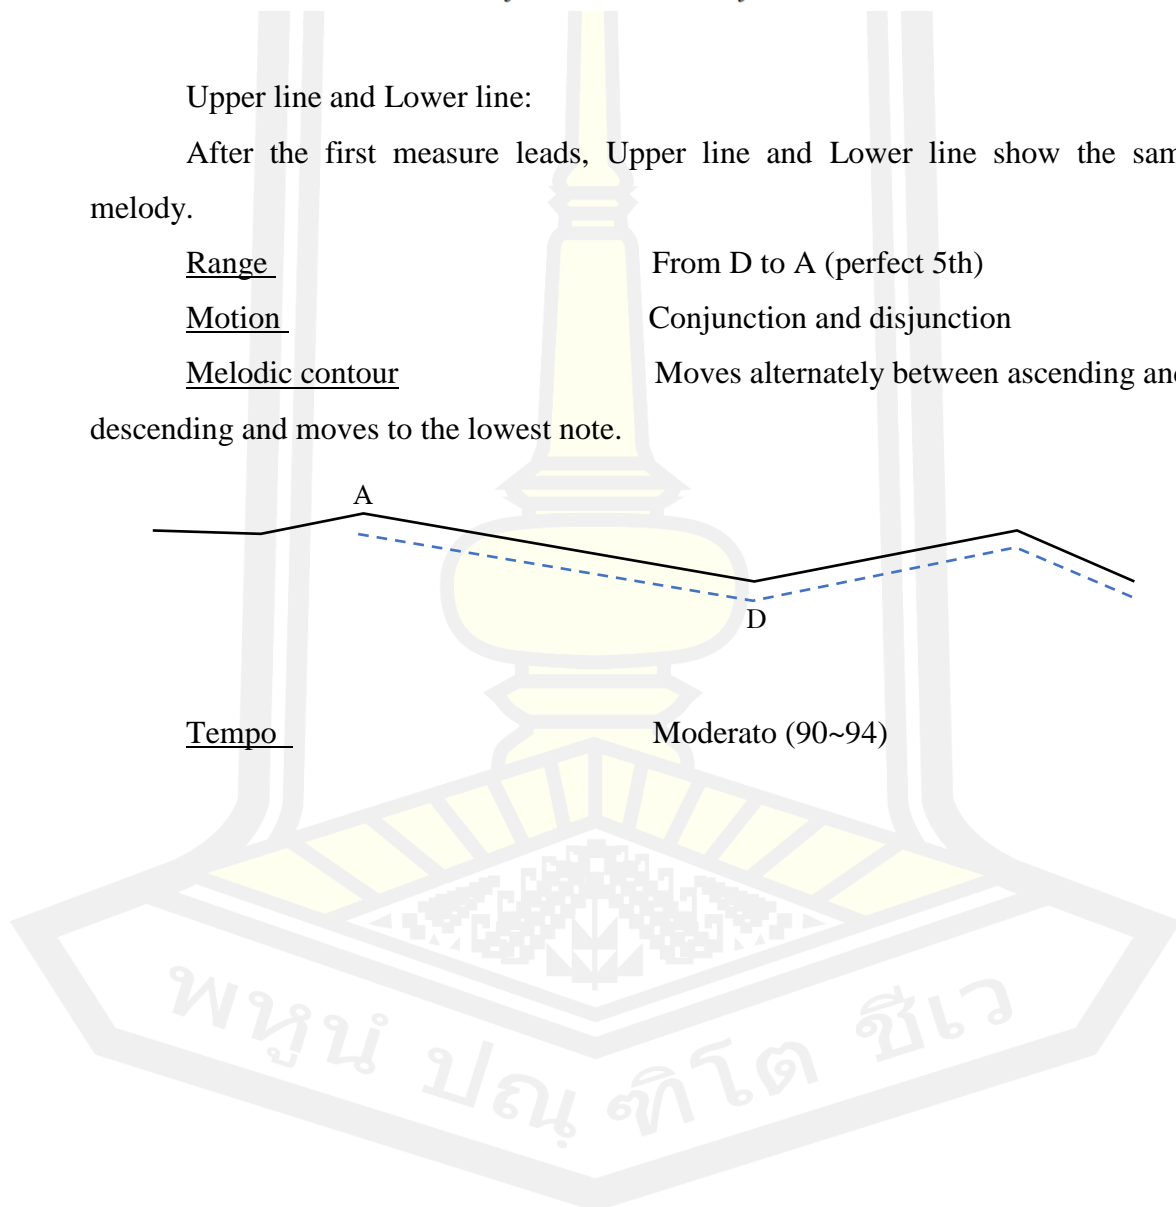 Upper line and Lower line:
After the first measure leads, Upper line and Lower line show the sam
melody.
Range From D to A (perfect 5th)
Motion Conjunction and disjunction
Melodic contour Moves alternately between ascending and
descending and moves to the lowest note.
A
D
Tempo Moderato (90~94)
พหูนํ ปณฺฑิโต ชีเว